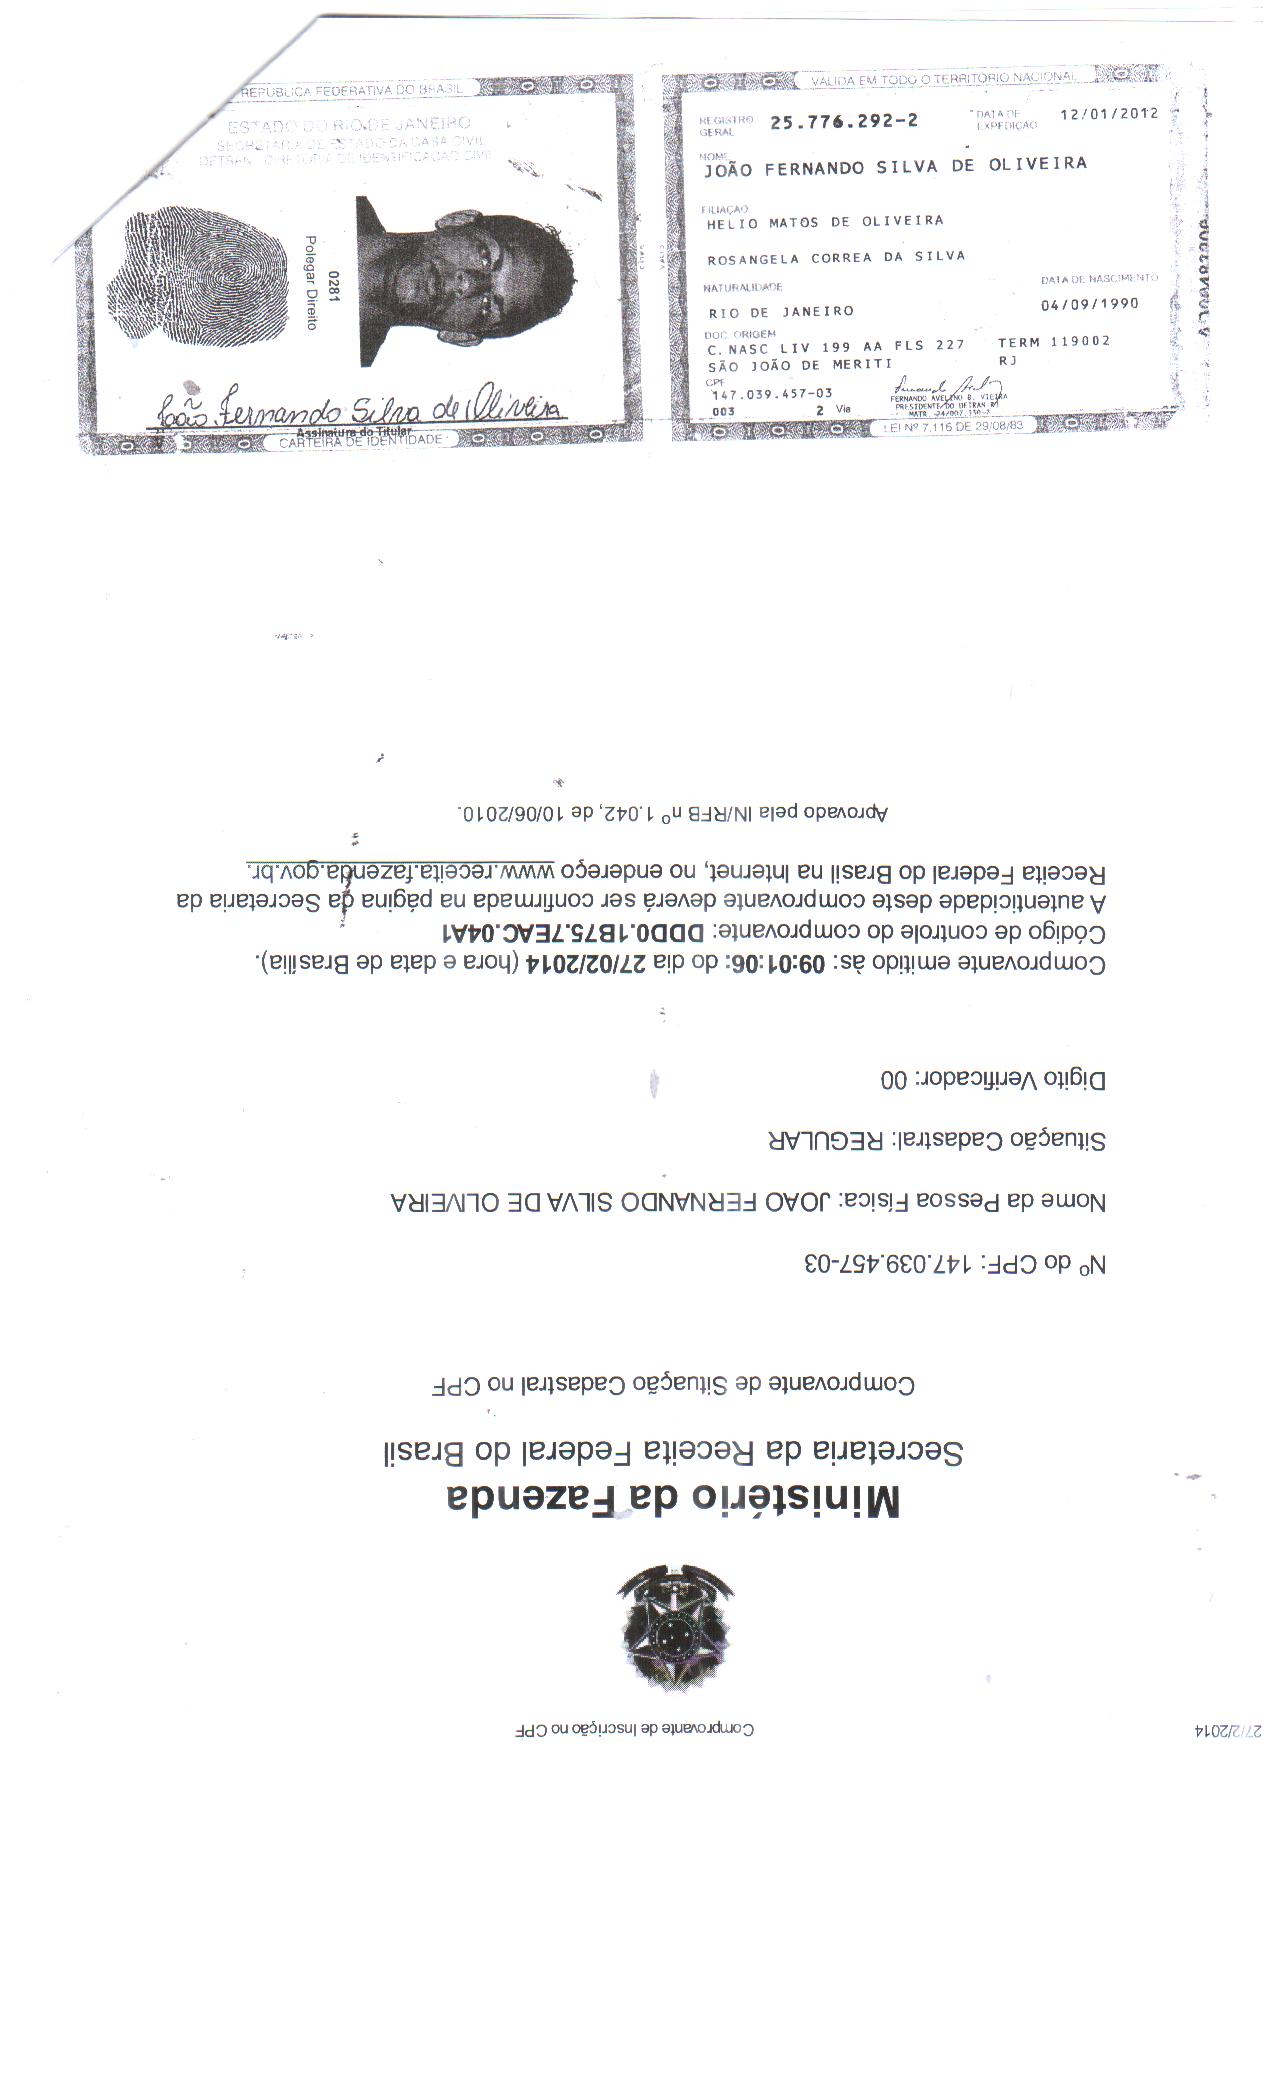 REPÚBLICA FEDERATIVA DO BRASIL
ESTADO DO RIO DE JANEIRO
SECRETARIA DE ESTADO DA CASA CIVIL
DETRAN - DIRETORIA DE IDENTIFICAÇÃO CIVIL
0281
Polegar Direito
João Fernando Silva de Oliveira
Assinatura do Titular
CARTEIRA DE IDENTIDADE
VÁLIDA EM TODO O TERRITÓRIO NACIONAL
REGISTRO GERAL 25.776.292-2 DATA DE EXPEDIÇÃO 12/01/2012
NOME
JOÃO FERNANDO SILVA DE OLIVEIRA
FILIAÇÃO
HELIO MATOS DE OLIVEIRA
ROSANGELA CORREA DA SILVA
NATURALIDADE DATA DE NASCIMENTO
RIO DE JANEIRO 04/09/1990
DOC ORIGEM
C. NASC LIV 199 AA FLS 227 TERM 119002
SÃO JOÃO DE MERITI RJ
CPF
147.039.457-03
003 2 Via
FERNANDO AVELINO B. VIEIRA
PRESIDENTE DO DETRAN RJ
LEI Nº 7.116 DE 29/08/83
27/2/2014 Comprovante de Inscrição no CPF
Ministério da Fazenda
Secretaria da Receita Federal do Brasil
Comprovante de Situação Cadastral no CPF
Nº do CPF: 147.039.457-03
Nome da Pessoa Física: JOAO FERNANDO SILVA DE OLIVEIRA
Situação Cadastral: REGULAR
Digito Verificador: 00
Comprovante emitido às: 09:01:06: do dia 27/02/2014 (hora e data de Brasília).
Código de controle do comprovante: DDD0.1B75.7EAC.04A1
A autenticidade deste comprovante deverá ser confirmada na página da Secretaria da
Receita Federal do Brasil na Internet, no endereço www.receita.fazenda.gov.br.
Aprovado pela IN/RFB nº 1.042, de 10/06/2010.